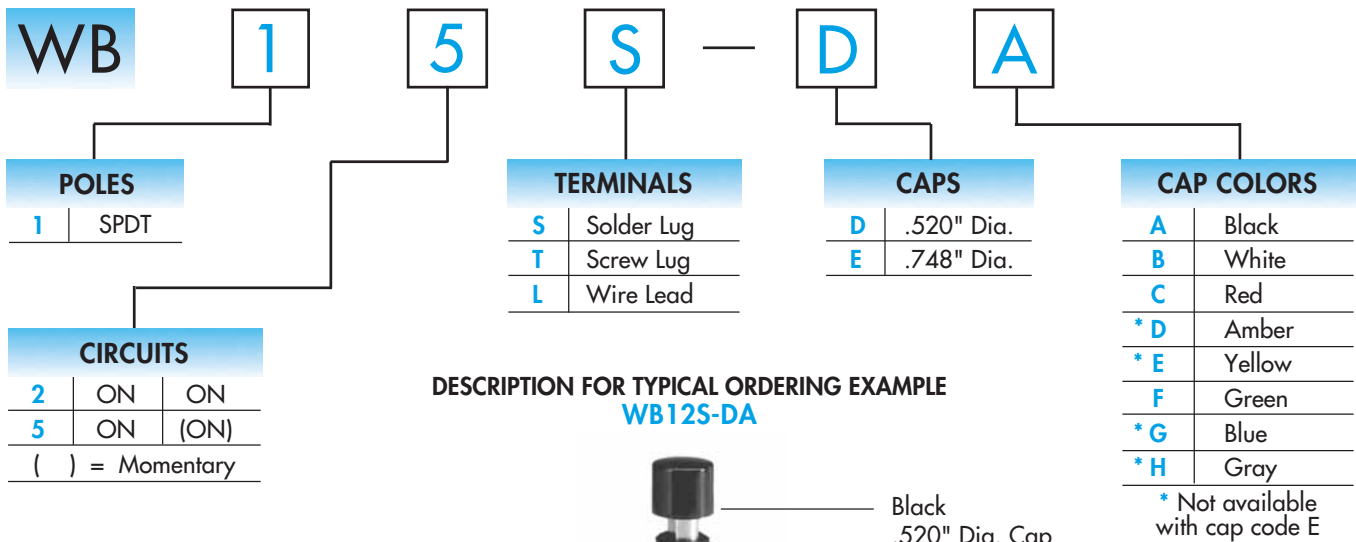 WB 1 5 S — D A
POLES
1 SPDT
CIRCUITS
2 ON ON
5 ON (ON)
( ) = Momentary
TERMINALS
S Solder Lug
T Screw Lug
L Wire Lead
CAPS
D .520" Dia.
E .748" Dia.
CAP COLORS
A Black
B White
C Red
* D Amber
* E Yellow
F Green
* G Blue
* H Gray
* Not available
with cap code E
DESCRIPTION FOR TYPICAL ORDERING EXAMPLE
WB12S-DA
Black
.520" Dia. Cap